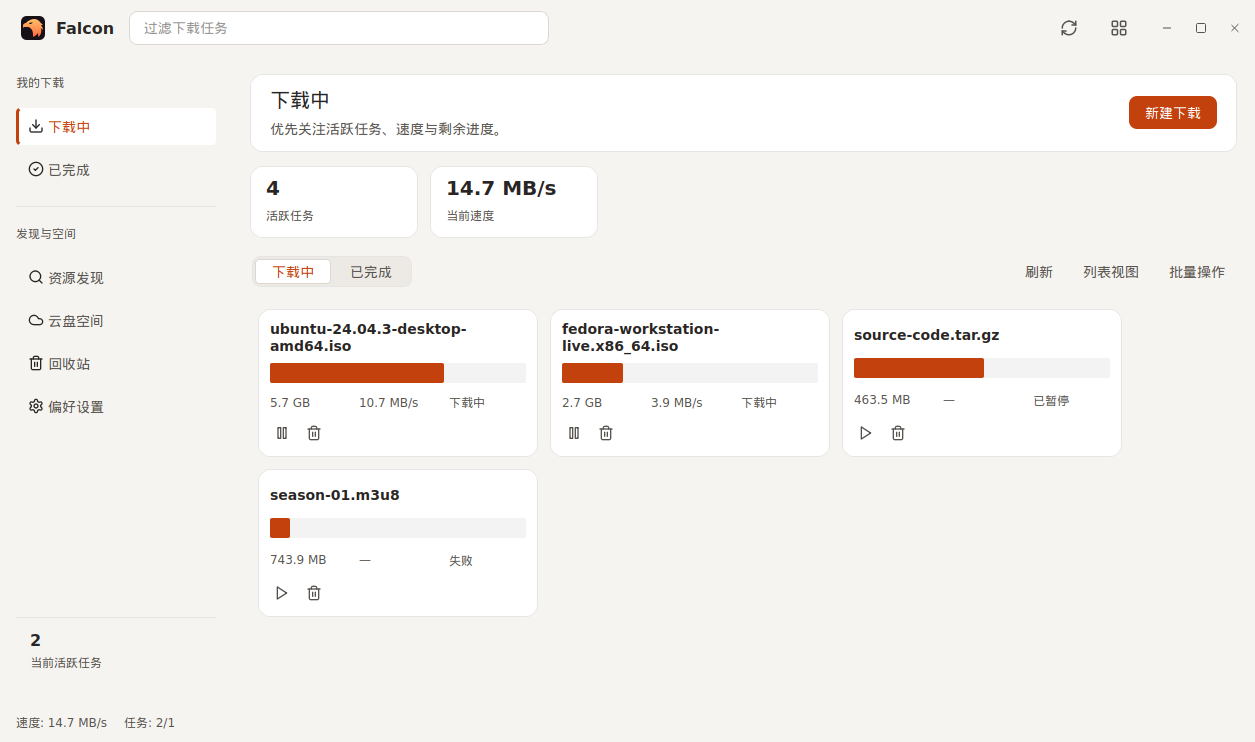 Falcon
过滤下载任务
我的下载
下载中
已完成
发现与空间
资源发现
云盘空间
回收站
偏好设置
2
当前活跃任务
速度: 14.7 MB/s 任务: 2/1
下载中
优先关注活跃任务、速度与剩余进度。
新建下载
4
活跃任务
14.7 MB/s
当前速度
下载中 已完成
刷新 列表视图 批量操作
ubuntu-24.04.3-desktop-
amd64.iso
5.7 GB 10.7 MB/s 下载中
fedora-workstation-
live.x86_64.iso
2.7 GB 3.9 MB/s 下载中
source-code.tar.gz
463.5 MB — 已暂停
season-01.m3u8
743.9 MB — 失败